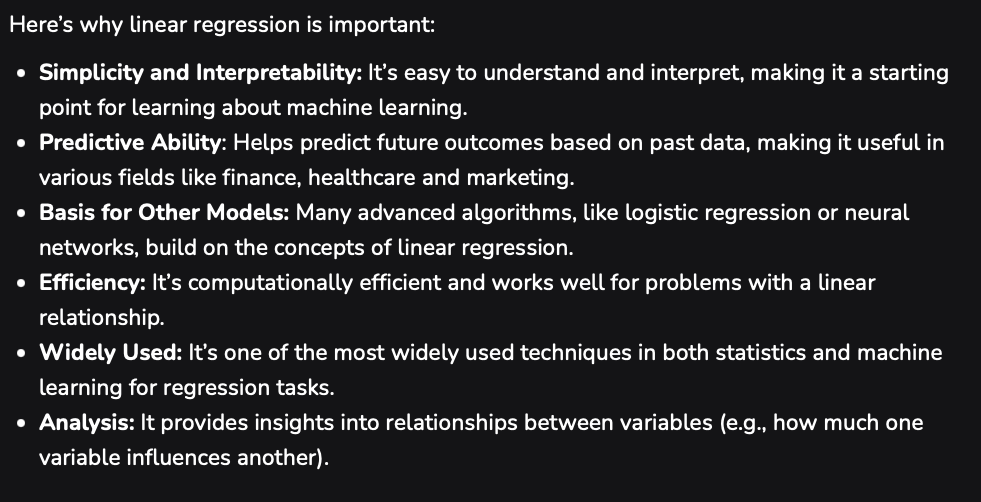 Here's why linear regression is important:
• Simplicity and Interpretability: It's easy to understand and interpret, making it a starting
point for learning about machine learning.
• Predictive Ability: Helps predict future outcomes based on past data, making it useful in
various fields like finance, healthcare and marketing.
• Basis for Other Models: Many advanced algorithms, like logistic regression or neural
networks, build on the concepts of linear regression.
• Efficiency: It's computationally efficient and works well for problems with a linear
relationship.
• Widely Used: It's one of the most widely used techniques in both statistics and machine
learning for regression tasks.
• Analysis: It provides insights into relationships between variables (e.g., how much one
variable influences another).